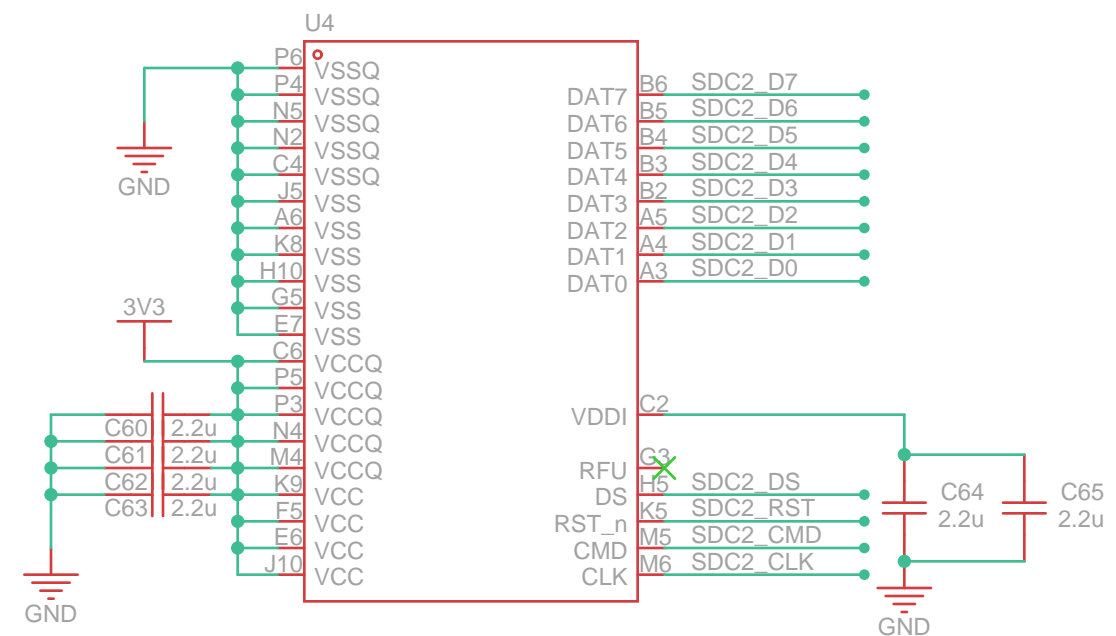 U4
P6 VSSQ
P4 VSSQ
N5 VSSQ
N2 VSSQ
C4 VSSQ
J5 VSS
A6 VSS
K8 VSS
H10 VSS
G5 VSS
E7 VSS
C6 VCCQ
P5 VCCQ
P3 VCCQ
N4 VCCQ
M4 VCCQ
K9 VCC
F5 VCC
E6 VCC
J10 VCC
GND
3V3
C60 2.2u
C61 2.2u
C62 2.2u
C63 2.2u
GND
DAT7 B6 SDC2_D7
DAT6 B5 SDC2_D6
DAT5 B4 SDC2_D5
DAT4 B3 SDC2_D4
DAT3 B2 SDC2_D3
DAT2 A5 SDC2_D2
DAT1 A4 SDC2_D1
DAT0 A3 SDC2_D0
VDDI C2
RFU G3
DS H5 SDC2_DS
RST_n K5 SDC2_RST
CMD M5 SDC2_CMD
CLK M6 SDC2_CLK
C64
2.2u
C65
2.2u
GND